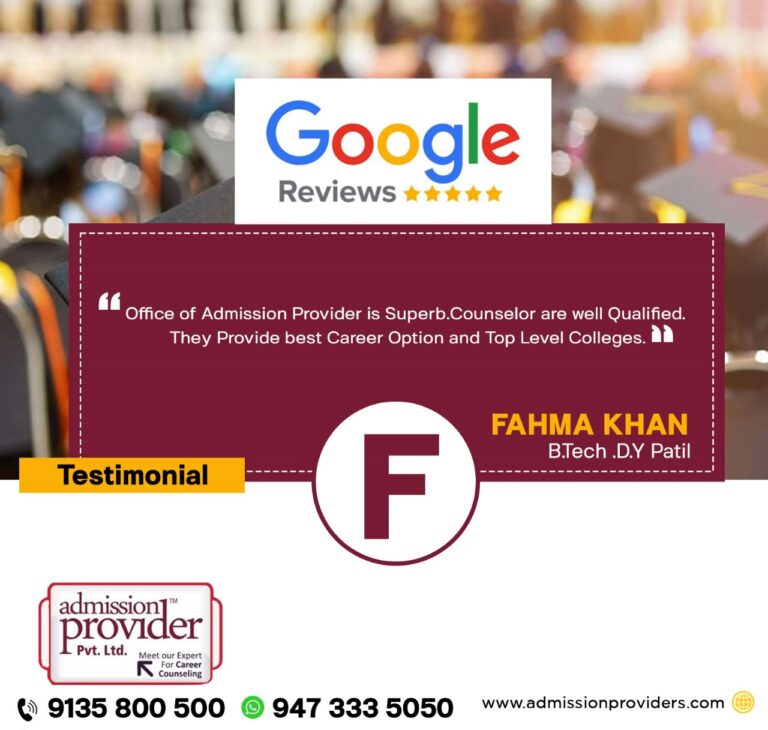 Google
Reviews
“ Office of Admission Provider is Superb.Counselor are well Qualified.
They Provide best Career Option and Top Level Colleges. ”
FAHMA KHAN
B.Tech .D.Y Patil
Testimonial
F
admission™
provider
Pvt. Ltd.
Meet our Expert
For Career
Counseling
9135 800 500
947 333 5050
www.admissionproviders.com